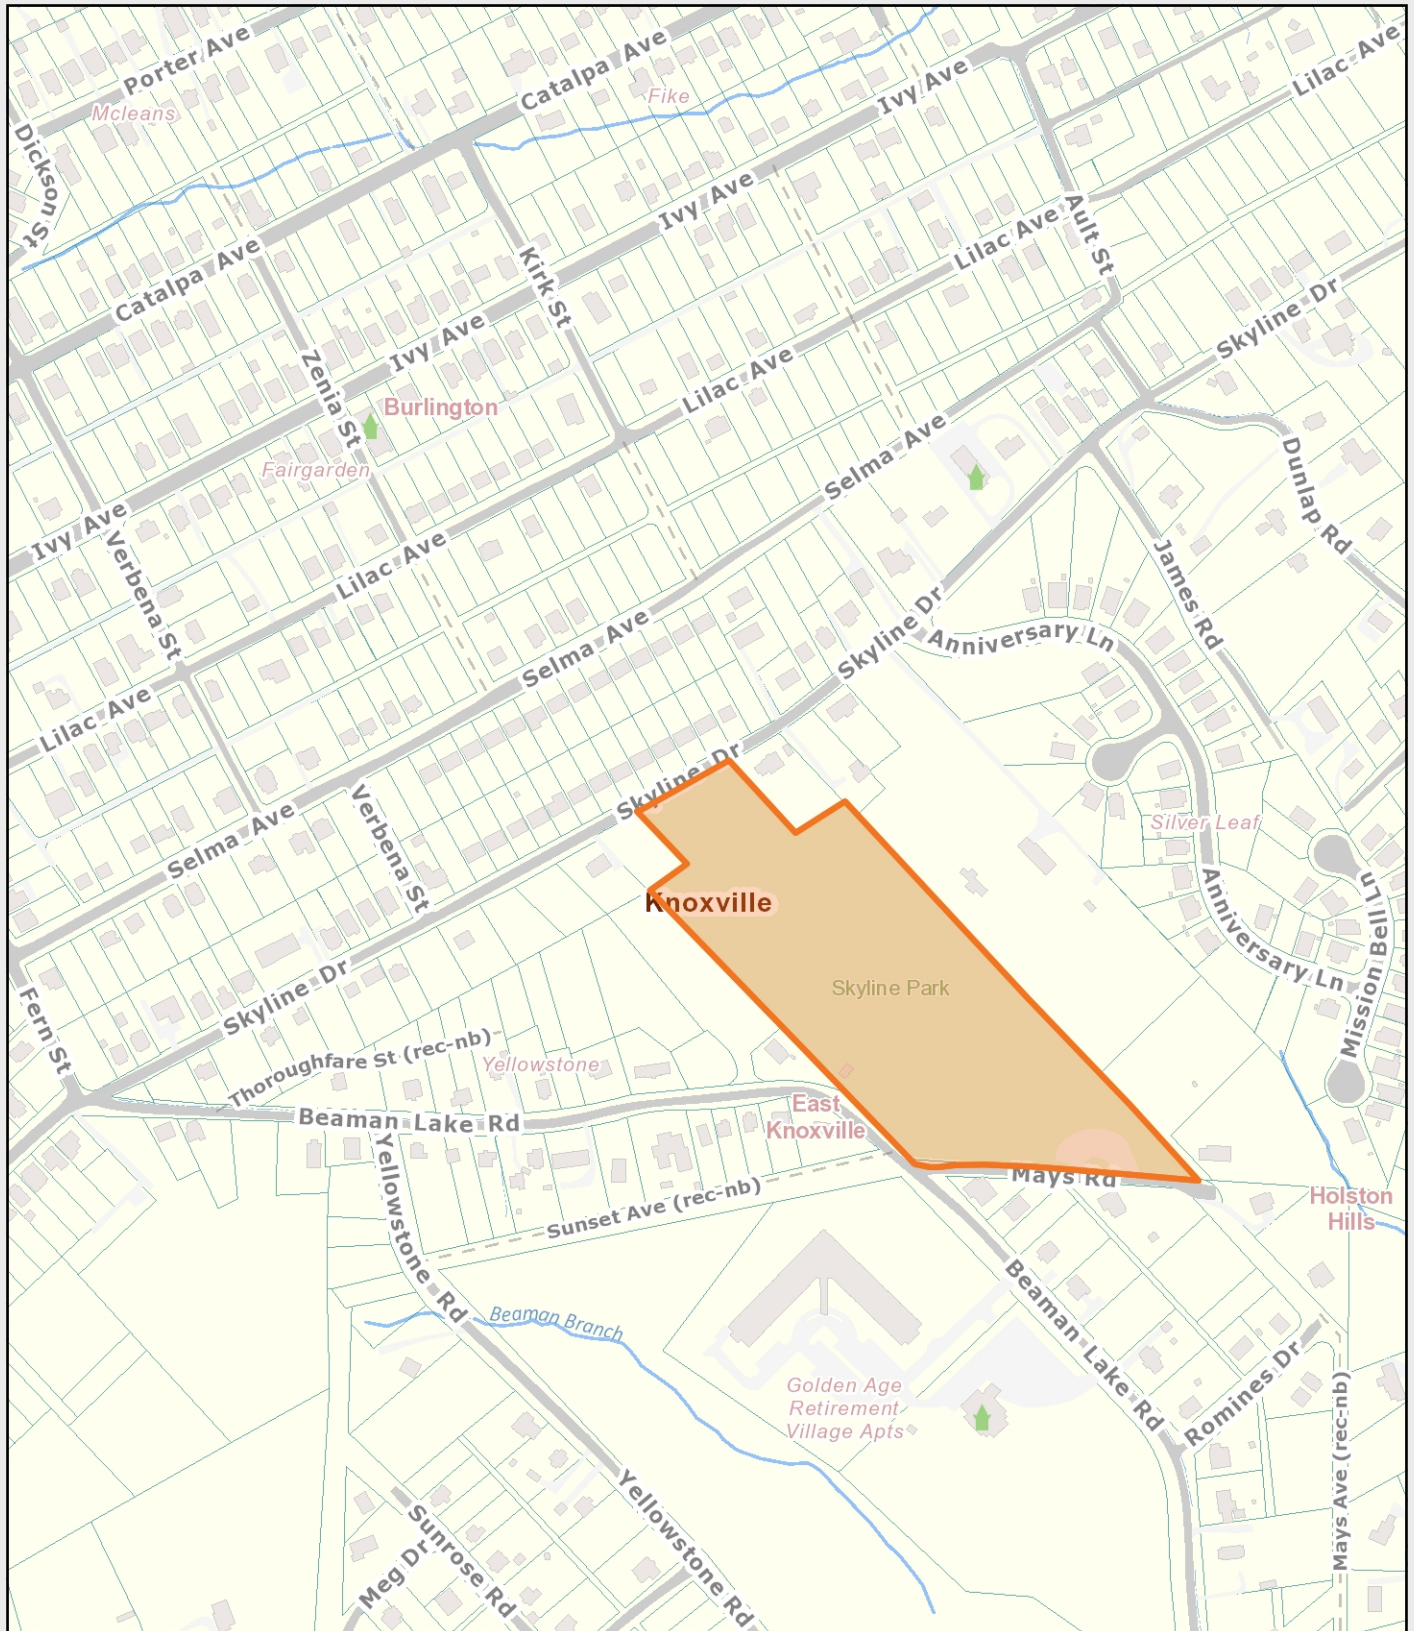 Porter Ave
Catalpa Ave
Fike
Mcleans
Ivy Ave
Lilac Ave
Dickson St
Ivy Ave
Lilac Ave
Ault St
Catalpa Ave
Kirk St
Skyline Dr
Ivy Ave
Zenia St
Lilac Ave
Burlington
Selma Ave
Fairgarden
Dunlap Rd
Ivy Ave
Verbena St
Lilac Ave
James Rd
Skyline Dr
Anniversary Ln
Selma Ave
Lilac Ave
Skyline Dr
Silver Leaf
Selma Ave
Verbena St
Knoxville
Anniversary Ln
Mission Bell Ln
Skyline Park
Skyline Dr
Fern St
Thoroughfare St (rec-nb)
Yellowstone
Beaman Lake Rd
East
Knoxville
Mays Rd
Sunset Ave (rec-nb)
Holston
Hills
Yellowstone Rd
Beaman Branch
Beaman Lake Rd
Golden Age
Retirement
Village Apts
Romines Dr
Mays Ave (rec-nb)
Yellowstone Rd
Sunrose Rd
Meg Dr